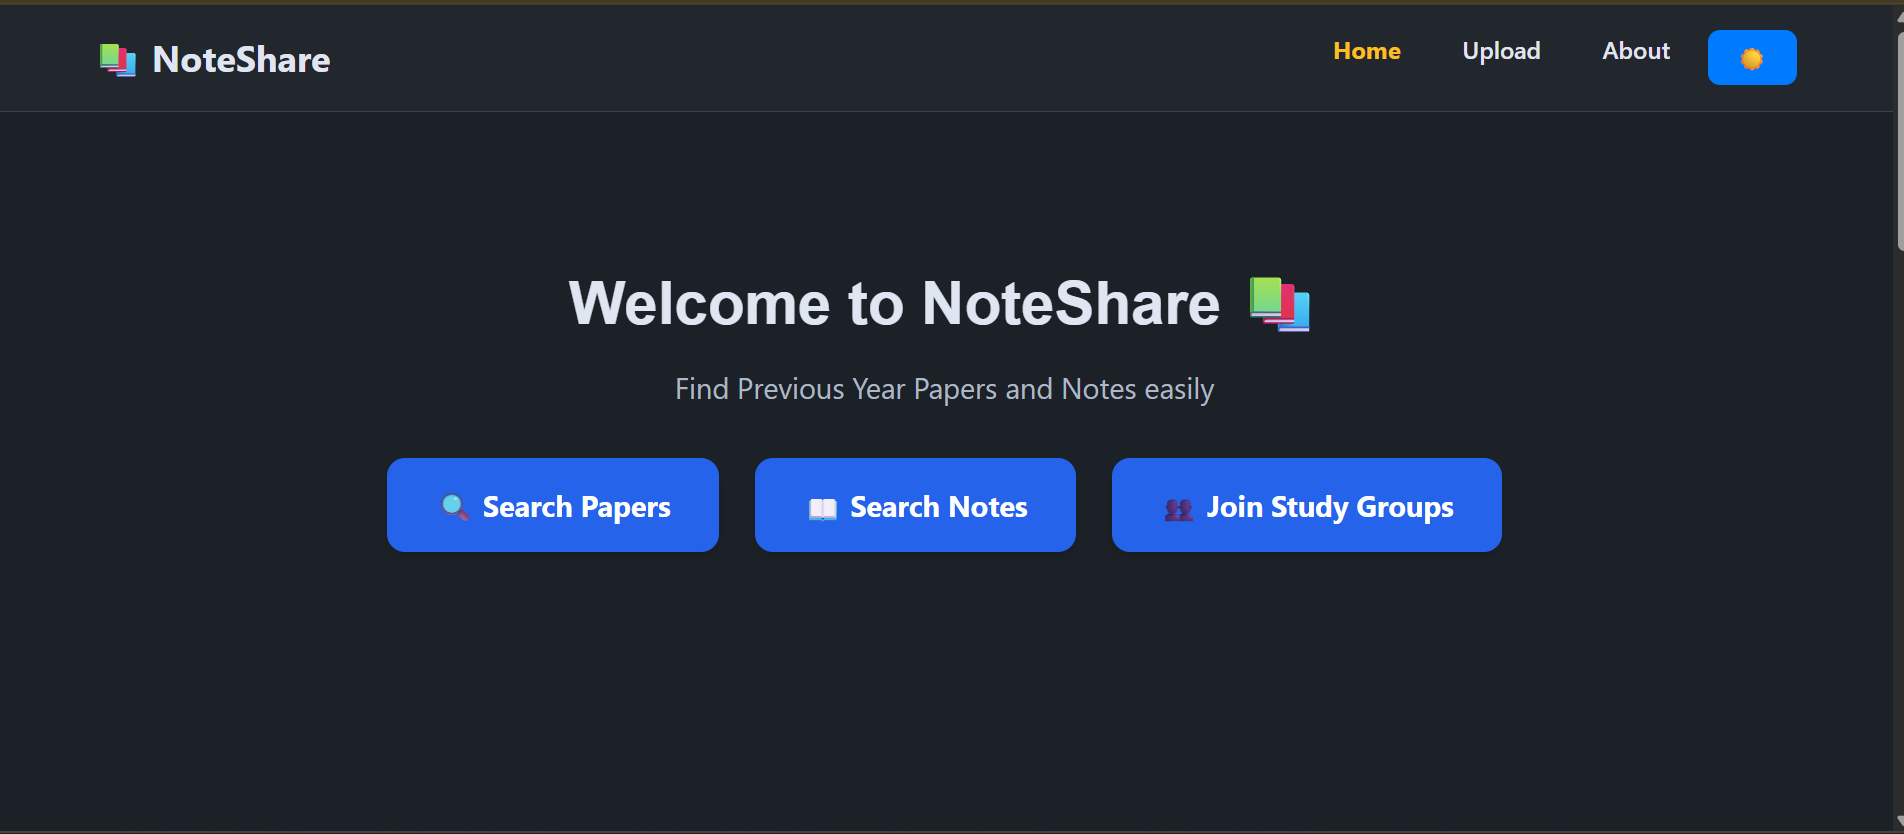 NoteShare
Home Upload About
Welcome to NoteShare
Find Previous Year Papers and Notes easily
Search Papers
Search Notes
Join Study Groups